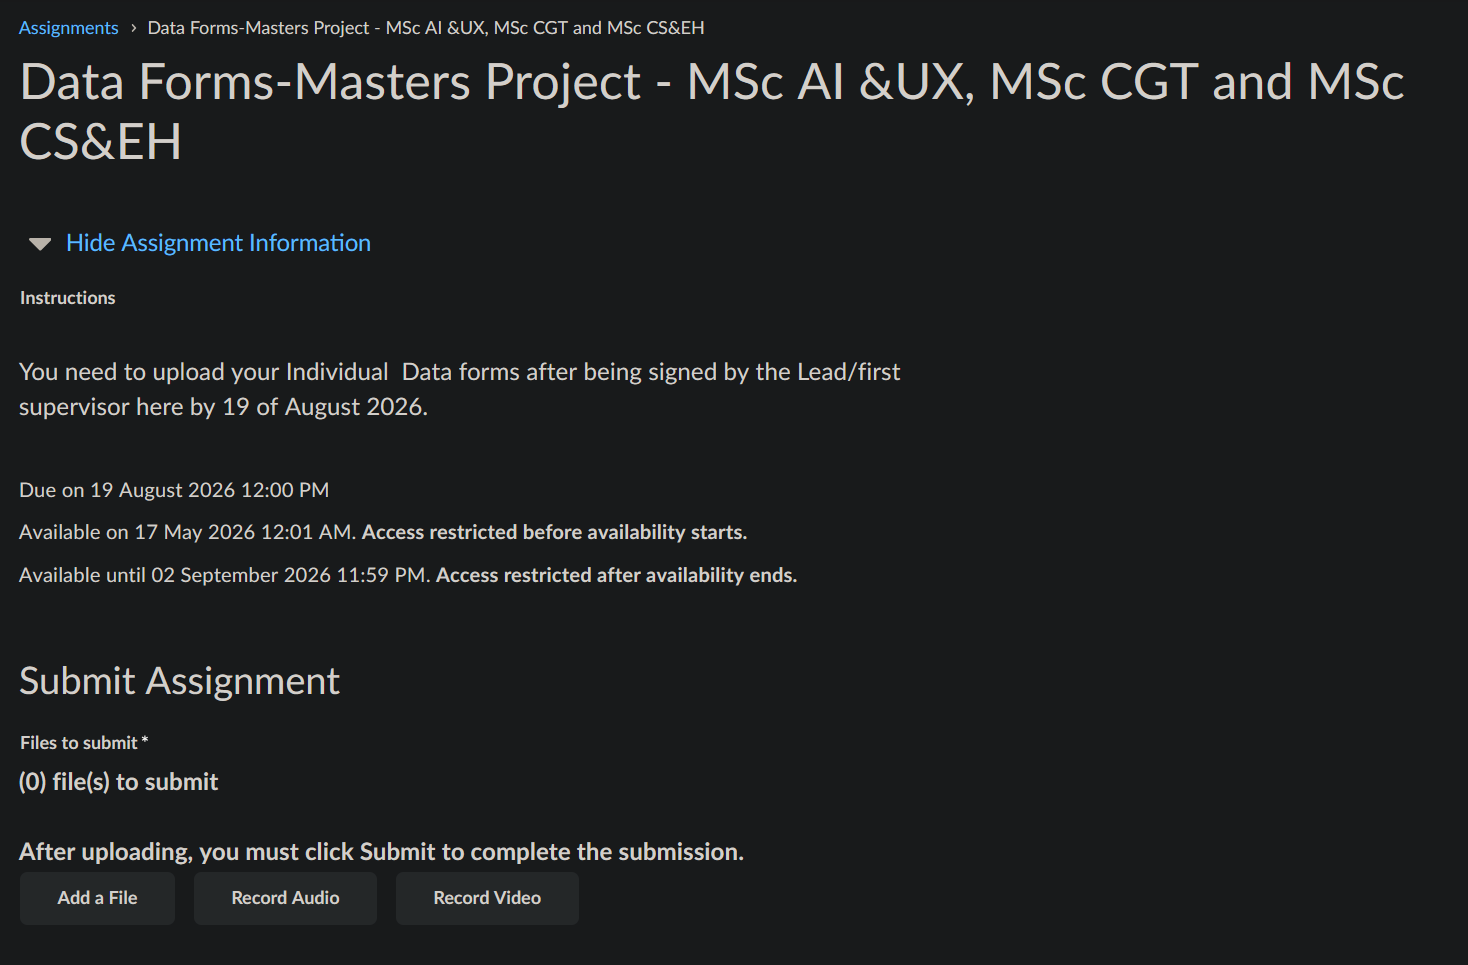 Assignments › Data Forms-Masters Project - MSc AI &UX, MSc CGT and MSc CS&EH
Data Forms-Masters Project - MSc AI &UX, MSc CGT and MSc
CS&EH
Hide Assignment Information
Instructions
You need to upload your Individual  Data forms after being signed by the Lead/first
supervisor here by 19 of August 2026.
Due on 19 August 2026 12:00 PM
Available on 17 May 2026 12:01 AM. Access restricted before availability starts.
Available until 02 September 2026 11:59 PM. Access restricted after availability ends.
Submit Assignment
Files to submit *
(0) file(s) to submit
After uploading, you must click Submit to complete the submission.
Add a File Record Audio Record Video